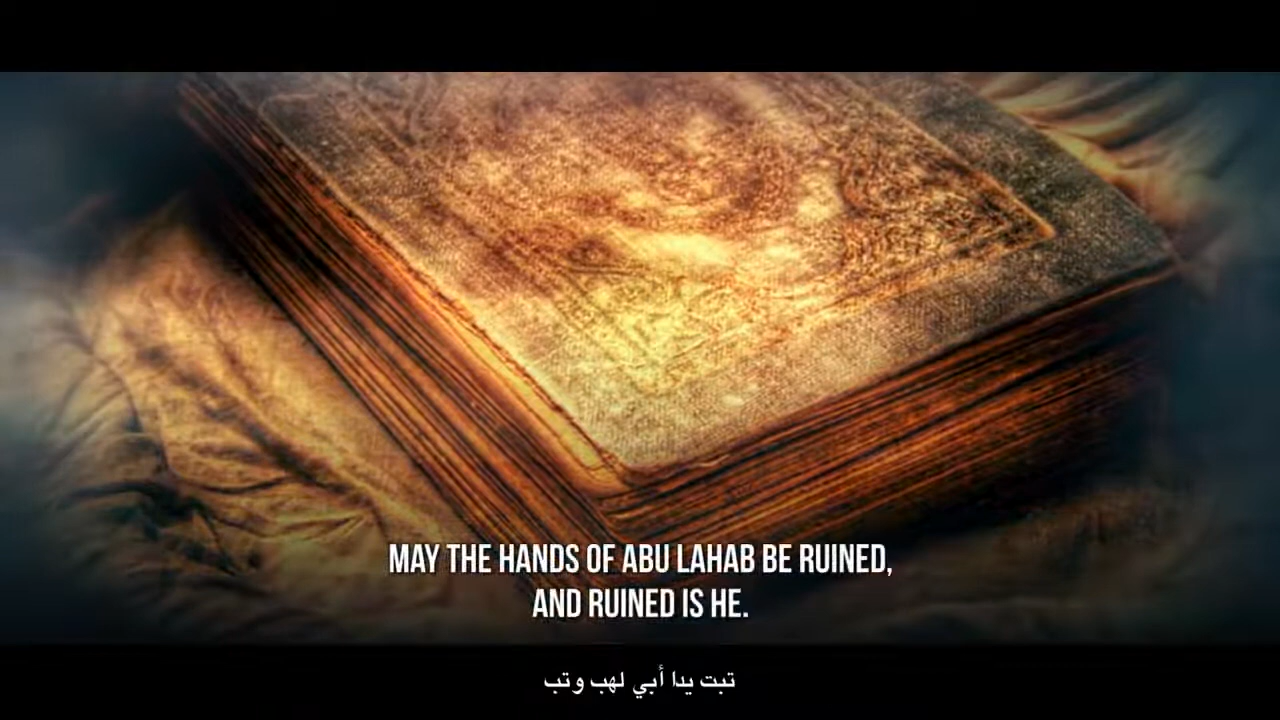 MAY THE HANDS OF ABU LAHAB BE RUINED,
AND RUINED IS HE.
تبت يدا أبي لهب وتب